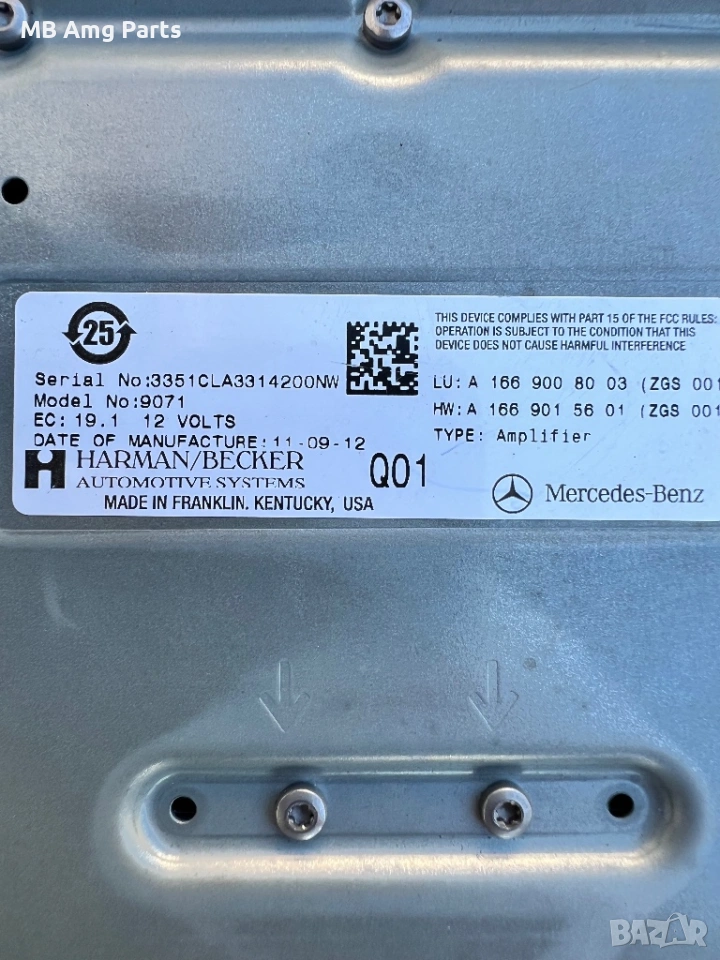 MB Amg Parts
25
THIS DEVICE COMPLIES WITH PART 15 OF THE FCC RULES:
OPERATION IS SUBJECT TO THE CONDITION THAT THIS
DEVICE DOES NOT CAUSE HARMFUL INTERFERENCE
Serial No:3351CLA3314200NW
Model No:9071
EC: 19.1 12 VOLTS
DATE OF MANUFACTURE: 11-09-12
HARMAN/BECKER
AUTOMOTIVE SYSTEMS
MADE IN FRANKLIN. KENTUCKY, USA
Q01
LU: A 166 900 80 03 (ZGS 001
HW: A 166 901 56 01 (ZGS 001
TYPE: Amplifier
Mercedes-Benz
BAZAR